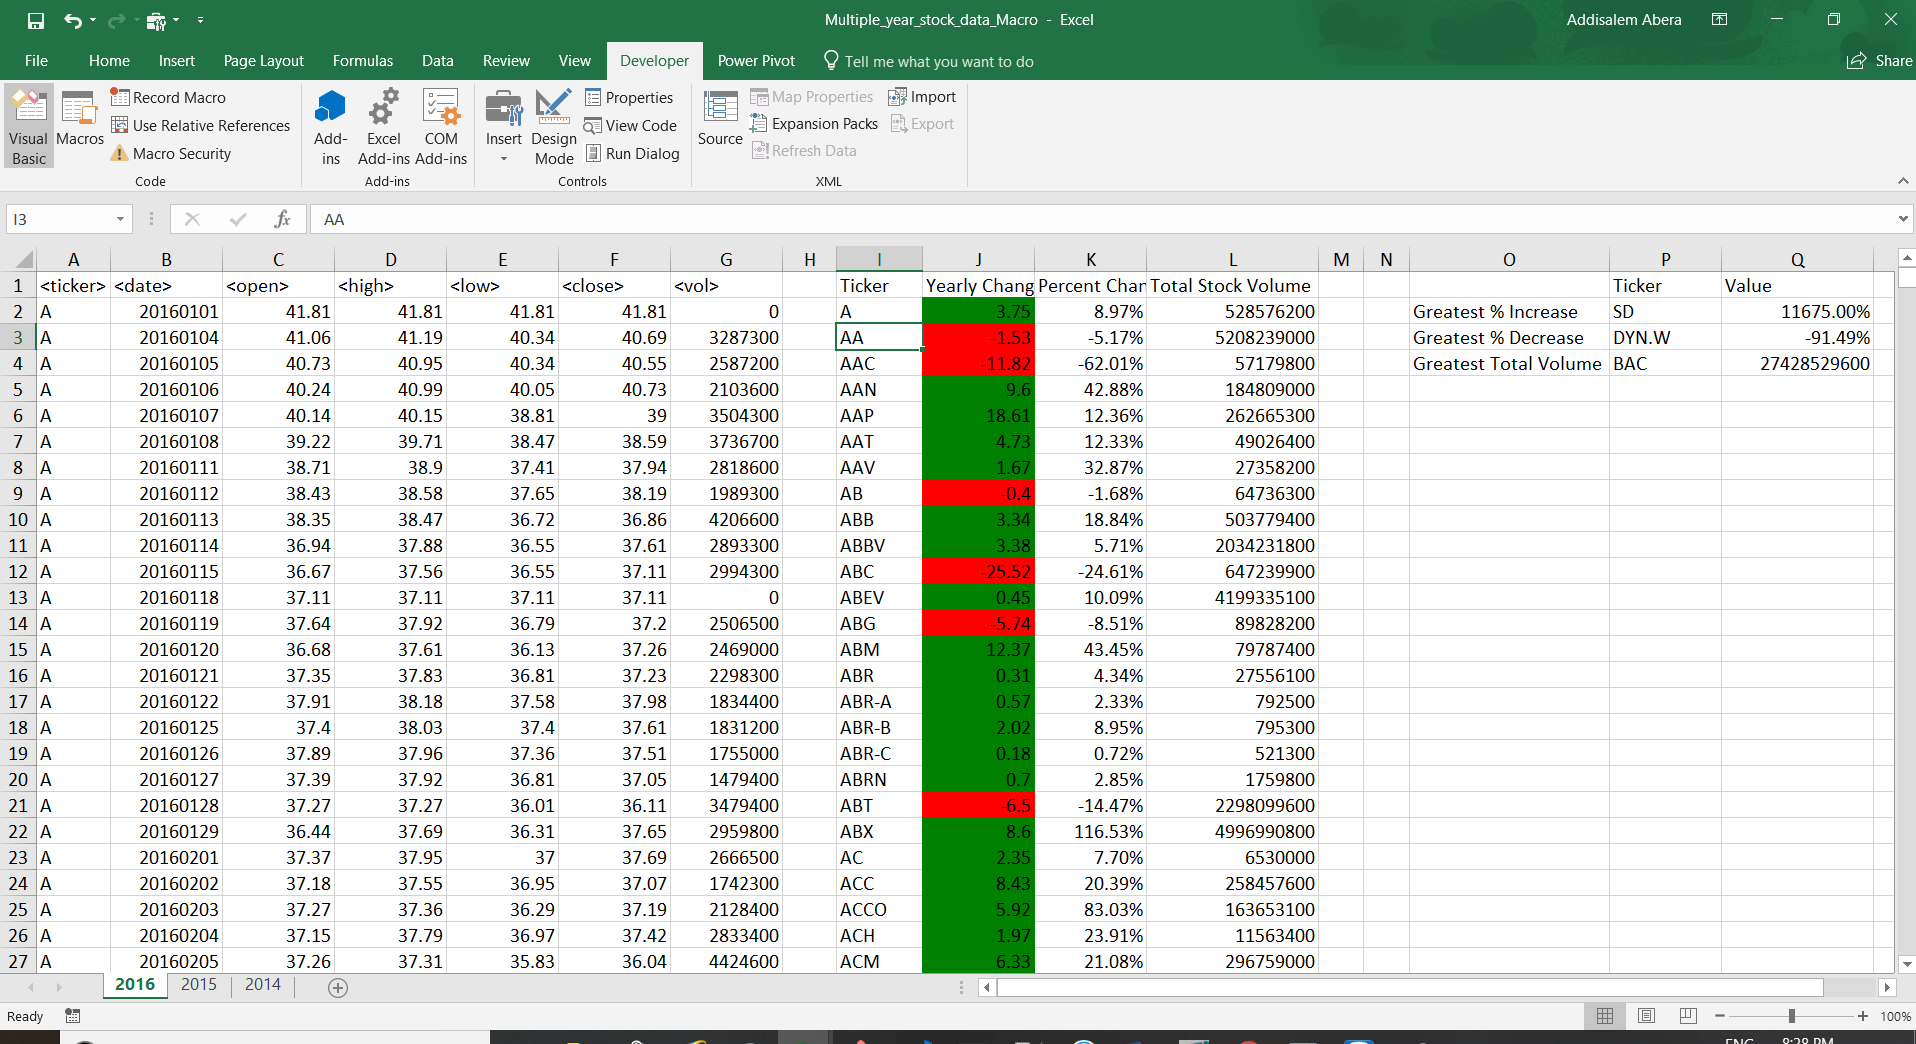 Multiple_year_stock_data_Macro - Excel
Addisalem Abera
File Home Insert Page Layout Formulas Data Review View Developer Power Pivot Tell me what you want to do Share
Visual Basic
Macros
Record Macro
Use Relative References
Macro Security
Code
Add-ins
Excel Add-ins
COM Add-ins
Add-ins
Insert
Design Mode
Properties
View Code
Run Dialog
Controls
Source
Map Properties
Expansion Packs
Refresh Data
Import
Export
XML
I3 fx AA
A B C D E F G H I J K L M N O P Q
1 <ticker> <date> <open> <high> <low> <close> <vol> Ticker Yearly Chang Percent Char Total Stock Volume Ticker Value
2 A 20160101 41.81 41.81 41.81 41.81 0 A 3.75 8.97% 528576200 Greatest % Increase SD 11675.00%
3 A 20160104 41.06 41.19 40.34 40.69 3287300 AA -1.53 -5.17% 5208239000 Greatest % Decrease DYN.W -91.49%
4 A 20160105 40.73 40.95 40.34 40.55 2587200 AAC -11.82 -62.01% 57179800 Greatest Total Volume BAC 27428529600
5 A 20160106 40.24 40.99 40.05 40.73 2103600 AAN 9.6 42.88% 184809000
6 A 20160107 40.14 40.15 38.81 39 3504300 AAP 18.61 12.36% 262665300
7 A 20160108 39.22 39.71 38.47 38.59 3736700 AAT 4.73 12.33% 49026400
8 A 20160111 38.71 38.9 37.41 37.94 2818600 AAV 1.67 32.87% 27358200
9 A 20160112 38.43 38.58 37.65 38.19 1989300 AB -0.4 -1.68% 64736300
10 A 20160113 38.35 38.47 36.72 36.86 4206600 ABB 3.34 18.84% 503779400
11 A 20160114 36.94 37.88 36.55 37.61 2893300 ABBV 3.38 5.71% 2034231800
12 A 20160115 36.67 37.56 36.55 37.11 2994300 ABC -25.52 -24.61% 647239900
13 A 20160118 37.11 37.11 37.11 37.11 0 ABEV 0.45 10.09% 4199335100
14 A 20160119 37.64 37.92 36.79 37.2 2506500 ABG -5.74 -8.51% 89828200
15 A 20160120 36.68 37.61 36.13 37.26 2469000 ABM 12.37 43.45% 79787400
16 A 20160121 37.35 37.83 36.81 37.23 2298300 ABR 0.31 4.34% 27556100
17 A 20160122 37.91 38.18 37.58 37.98 1834400 ABR-A 0.57 2.33% 792500
18 A 20160125 37.4 38.03 37.4 37.61 1831200 ABR-B 2.02 8.95% 795300
19 A 20160126 37.89 37.96 37.36 37.51 1755000 ABR-C 0.18 0.72% 521300
20 A 20160127 37.39 37.92 36.81 37.05 1479400 ABRN 0.7 2.85% 1759800
21 A 20160128 37.27 37.27 36.01 36.11 3479400 ABT -6.5 -14.47% 2298099600
22 A 20160129 36.44 37.69 36.31 37.65 2959800 ABX 8.6 116.53% 4996990800
23 A 20160201 37.37 37.95 37 37.69 2666500 AC 2.35 7.70% 6530000
24 A 20160202 37.18 37.55 36.95 37.07 1742300 ACC 8.43 20.39% 258457600
25 A 20160203 37.27 37.36 36.29 37.19 2128400 ACCO 5.92 83.03% 163653100
26 A 20160204 37.15 37.79 36.97 37.42 2833400 ACH 1.97 23.91% 11563400
27 A 20160205 37.26 37.31 35.83 36.04 4424600 ACM 6.33 21.08% 296759000
2016 2015 2014
Ready 100%
ENG 8:28 PM